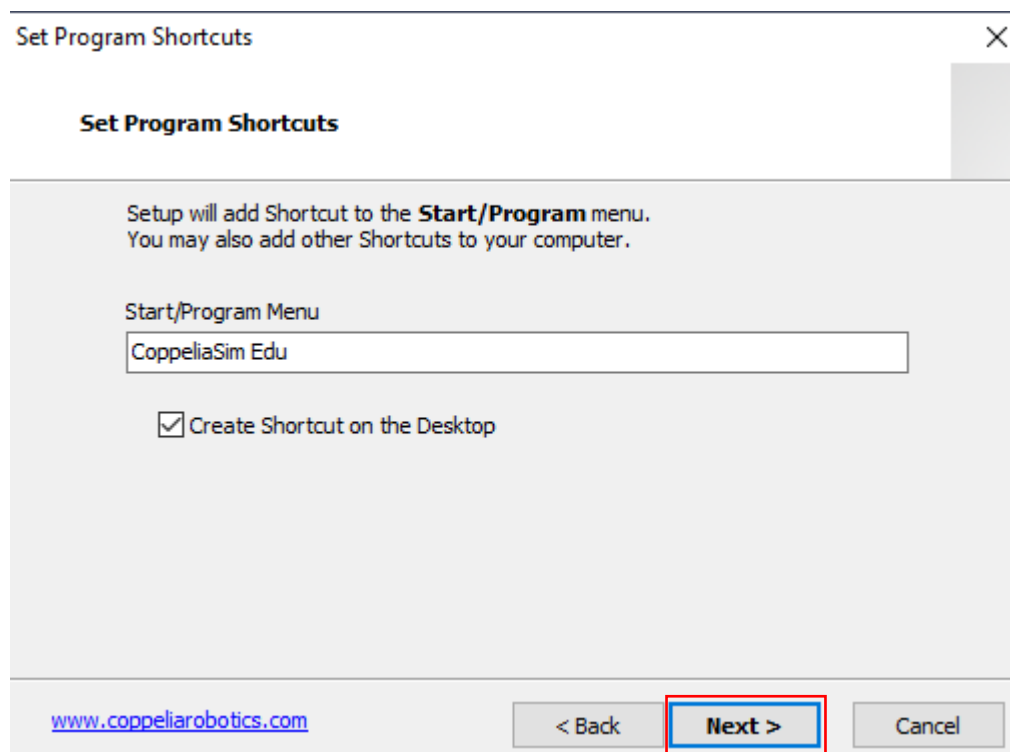 Set Program Shortcuts
Set Program Shortcuts
Setup will add Shortcut to the Start/Program menu.
You may also add other Shortcuts to your computer.
Start/Program Menu
CoppeliaSim Edu
Create Shortcut on the Desktop
www.coppeliarobotics.com
< Back
Next >
Cancel